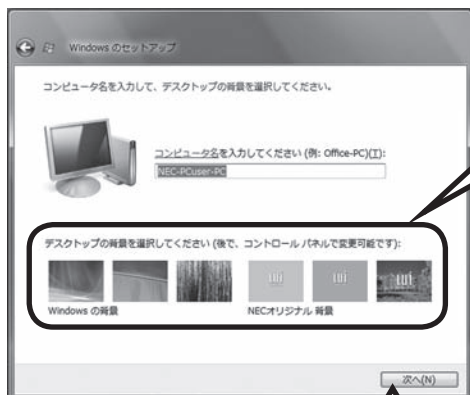 Windows のセットアップ
コンピュータ名を入力して、デスクトップの背景を選択してください。
コンピュータ名を入力してください (例: Office-PC)(T):
NEC-PCuser-PC
デスクトップの背景を選択してください (後で、コントロール パネルで変更可能です):
Windows の背景
NECオリジナル 背景
次へ(N)